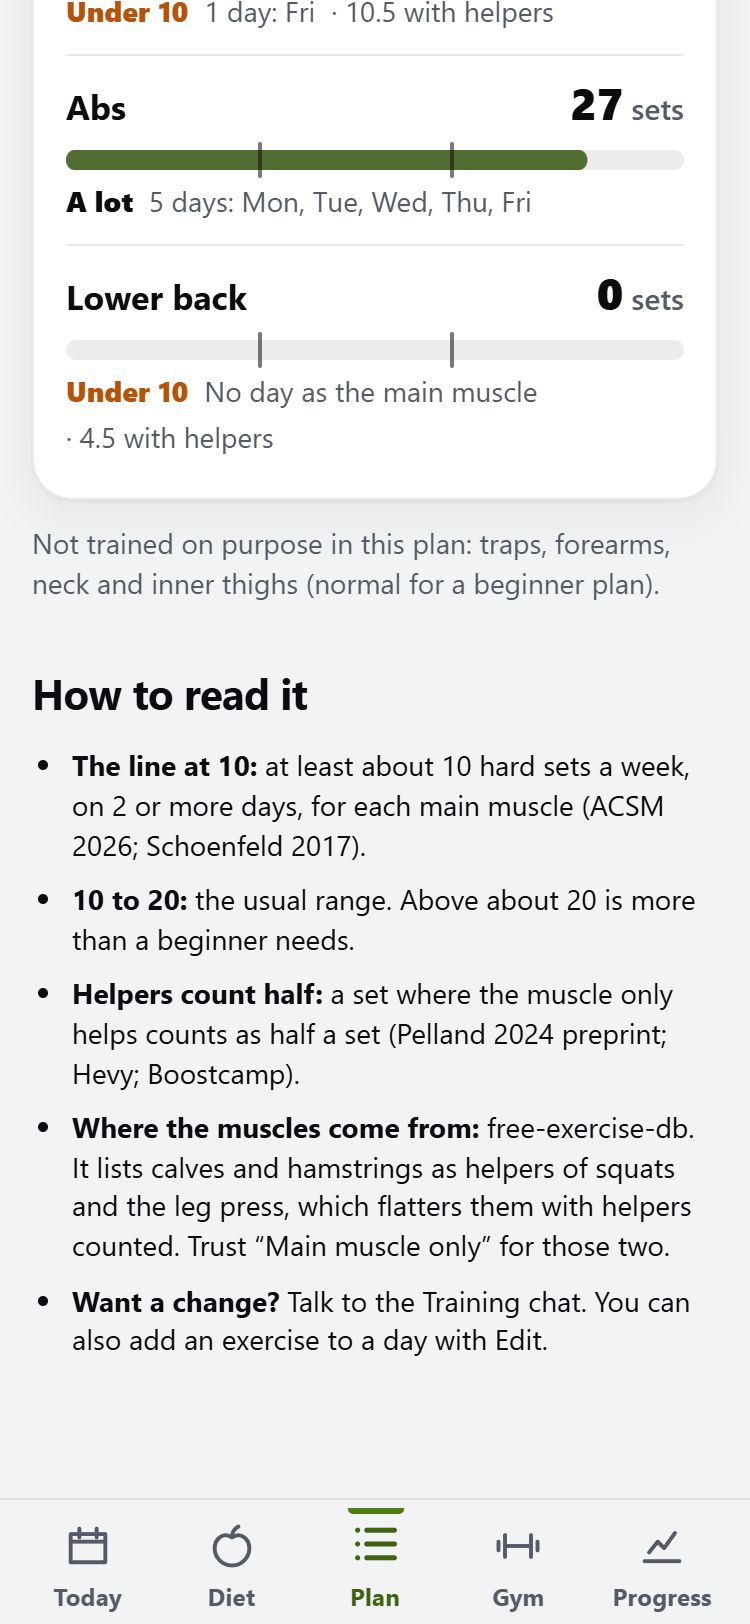 Under 10 1 day: Fri · 10.5 with helpers
Abs 27 sets
A lot 5 days: Mon, Tue, Wed, Thu, Fri
Lower back 0 sets
Under 10 No day as the main muscle
· 4.5 with helpers
Not trained on purpose in this plan: traps, forearms,
neck and inner thighs (normal for a beginner plan).
How to read it
• The line at 10: at least about 10 hard sets a week,
on 2 or more days, for each main muscle (ACSM
2026; Schoenfeld 2017).
• 10 to 20: the usual range. Above about 20 is more
than a beginner needs.
• Helpers count half: a set where the muscle only
helps counts as half a set (Pelland 2024 preprint;
Hevy; Boostcamp).
• Where the muscles come from: free-exercise-db.
It lists calves and hamstrings as helpers of squats
and the leg press, which flatters them with helpers
counted. Trust “Main muscle only” for those two.
• Want a change? Talk to the Training chat. You can
also add an exercise to a day with Edit.
Today Diet Plan Gym Progress